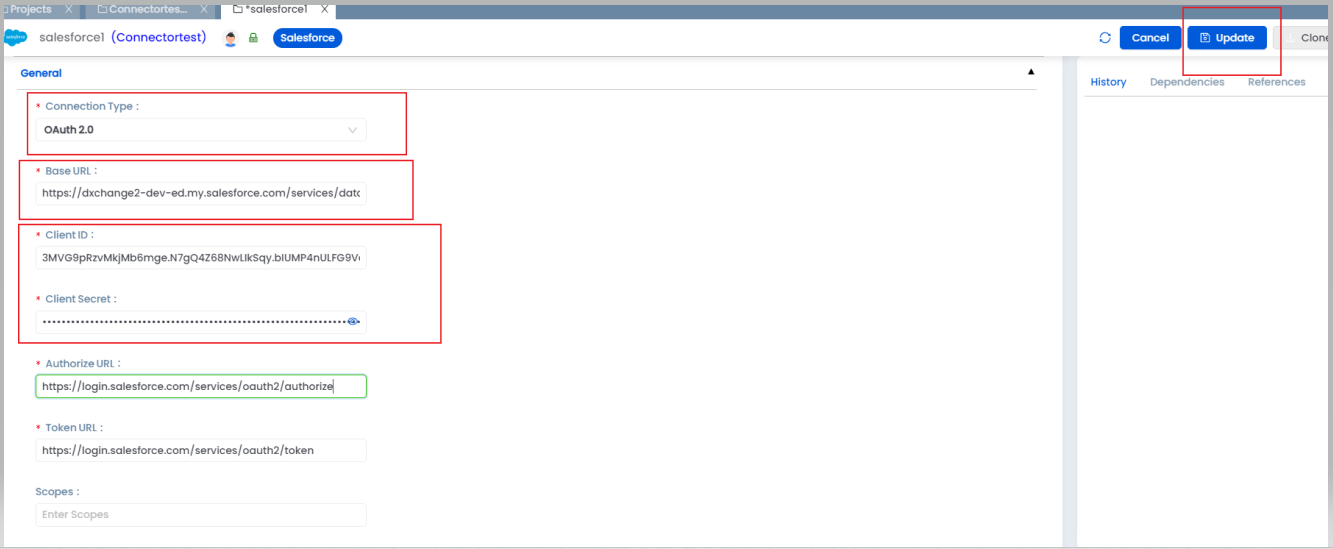 Projects X Connectortes... X *salesforce1 X
salesforce salesforce1 (Connectortest) Salesforce Cancel Update Clone
General ▲
History Dependencies References
* Connection Type :
OAuth 2.0
* Base URL :
https://dxchange2-dev-ed.my.salesforce.com/services/data
* Client ID :
3MVG9pRzvMkjMb6mge.N7gQ4Z68NwLIkSqy.bIUMP4nULFG9V
* Client Secret :
* Authorize URL :
https://login.salesforce.com/services/oauth2/authorize
* Token URL :
https://login.salesforce.com/services/oauth2/token
Scopes :
Enter Scopes